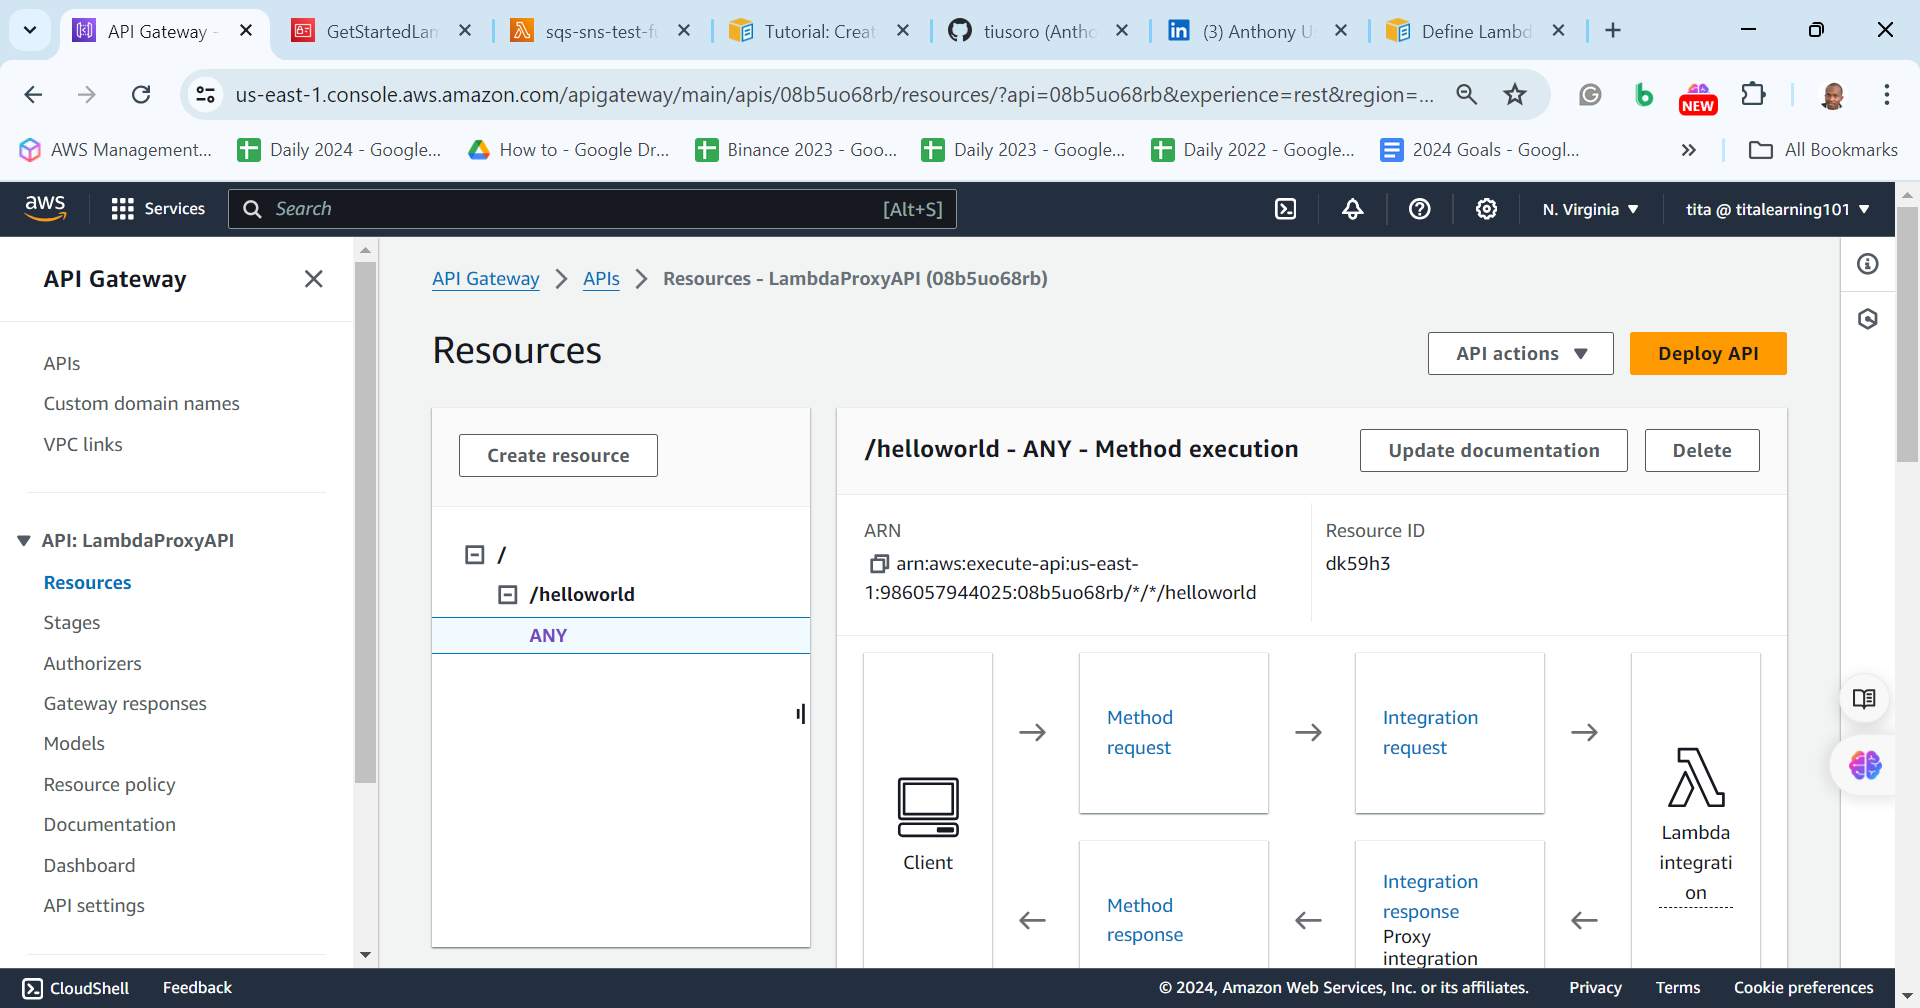 API Gateway -
GetStartedLam
sqs-sns-test-fu
Tutorial: Creat
tiusoro (Antho
(3) Anthony U
Define Lambd
us-east-1.console.aws.amazon.com/apigateway/main/apis/08b5uo68rb/resources/?api=08b5uo68rb&experience=rest&region=...
NEW
AWS Management...
Daily 2024 - Google...
How to - Google Dr...
Binance 2023 - Goo...
Daily 2023 - Google...
Daily 2022 - Google...
2024 Goals - Googl...
All Bookmarks
aws
Services
Search
[Alt+S]
N. Virginia
tita @ titalearning101
API Gateway
APIs
Custom domain names
VPC links
API: LambdaProxyAPI
Resources
Stages
Authorizers
Gateway responses
Models
Resource policy
Documentation
Dashboard
API settings
API Gateway
APIs
Resources - LambdaProxyAPI (08b5uo68rb)
Resources
API actions
Deploy API
Create resource
/
/helloworld
ANY
/helloworld - ANY - Method execution
Update documentation
Delete
ARN
arn:aws:execute-api:us-east-
1:986057944025:08b5uo68rb/*/*/helloworld
Resource ID
dk59h3
Client
Method
request
Integration
request
Lambda
integrati
on
Method
response
Integration
response
Proxy
integration
CloudShell
Feedback
© 2024, Amazon Web Services, Inc. or its affiliates.
Privacy
Terms
Cookie preferences